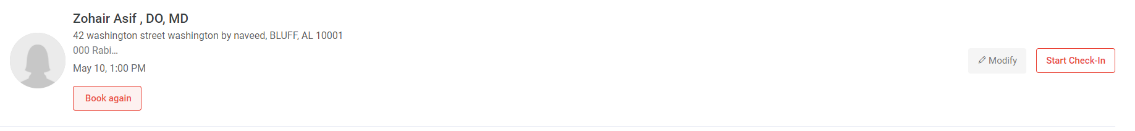 Zohair Asif , DO, MD
42 washington street washington by naveed, BLUFF, AL 10001
000 Rabi...
May 10, 1:00 PM
Modify
Start Check-In
Book again